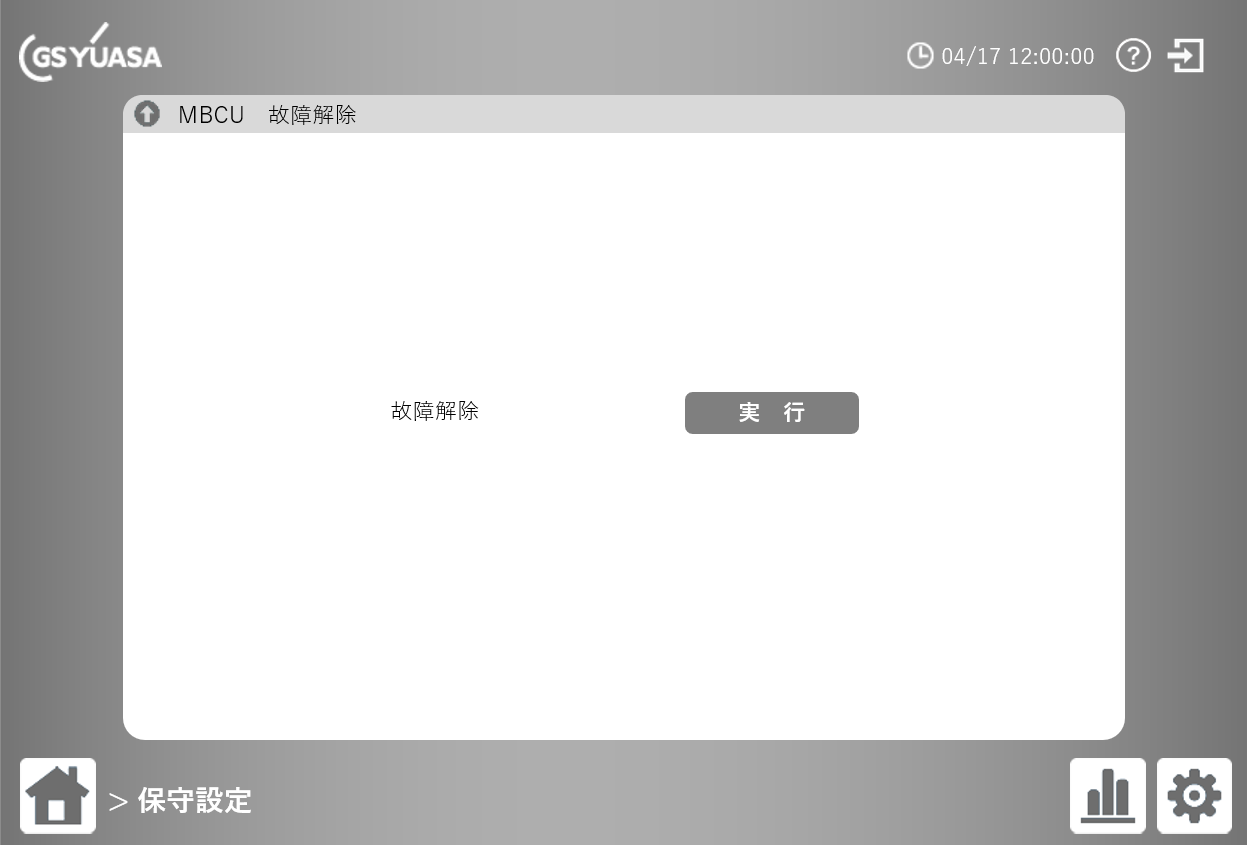 GS YUASA
04/17 12:00:00
?
MBCU 故障解除
故障解除
実 行
> 保守設定